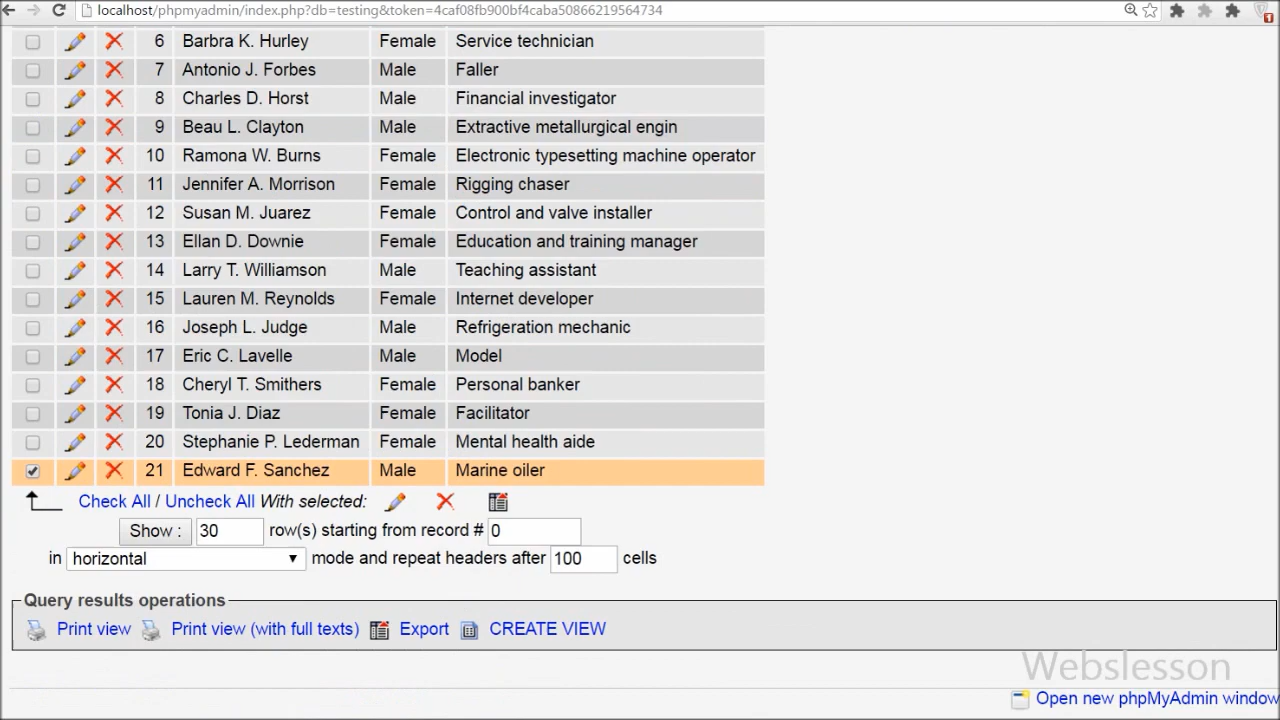 localhost/phpmyadmin/index.php?db=testing&token=4caf08fb900bf4caba50866219564734
6 Barbra K. Hurley Female Service technician
7 Antonio J. Forbes Male Faller
8 Charles D. Horst Male Financial investigator
9 Beau L. Clayton Male Extractive metallurgical engin
10 Ramona W. Burns Female Electronic typesetting machine operator
11 Jennifer A. Morrison Female Rigging chaser
12 Susan M. Juarez Female Control and valve installer
13 Ellan D. Downie Female Education and training manager
14 Larry T. Williamson Male Teaching assistant
15 Lauren M. Reynolds Female Internet developer
16 Joseph L. Judge Male Refrigeration mechanic
17 Eric C. Lavelle Male Model
18 Cheryl T. Smithers Female Personal banker
19 Tonia J. Diaz Female Facilitator
20 Stephanie P. Lederman Female Mental health aide
21 Edward F. Sanchez Male Marine oiler
Check All / Uncheck All With selected:
Show : 30 row(s) starting from record # 0
in horizontal mode and repeat headers after 100 cells
Query results operations
Print view Print view (with full texts) Export CREATE VIEW
Webslesson
Open new phpMyAdmin window